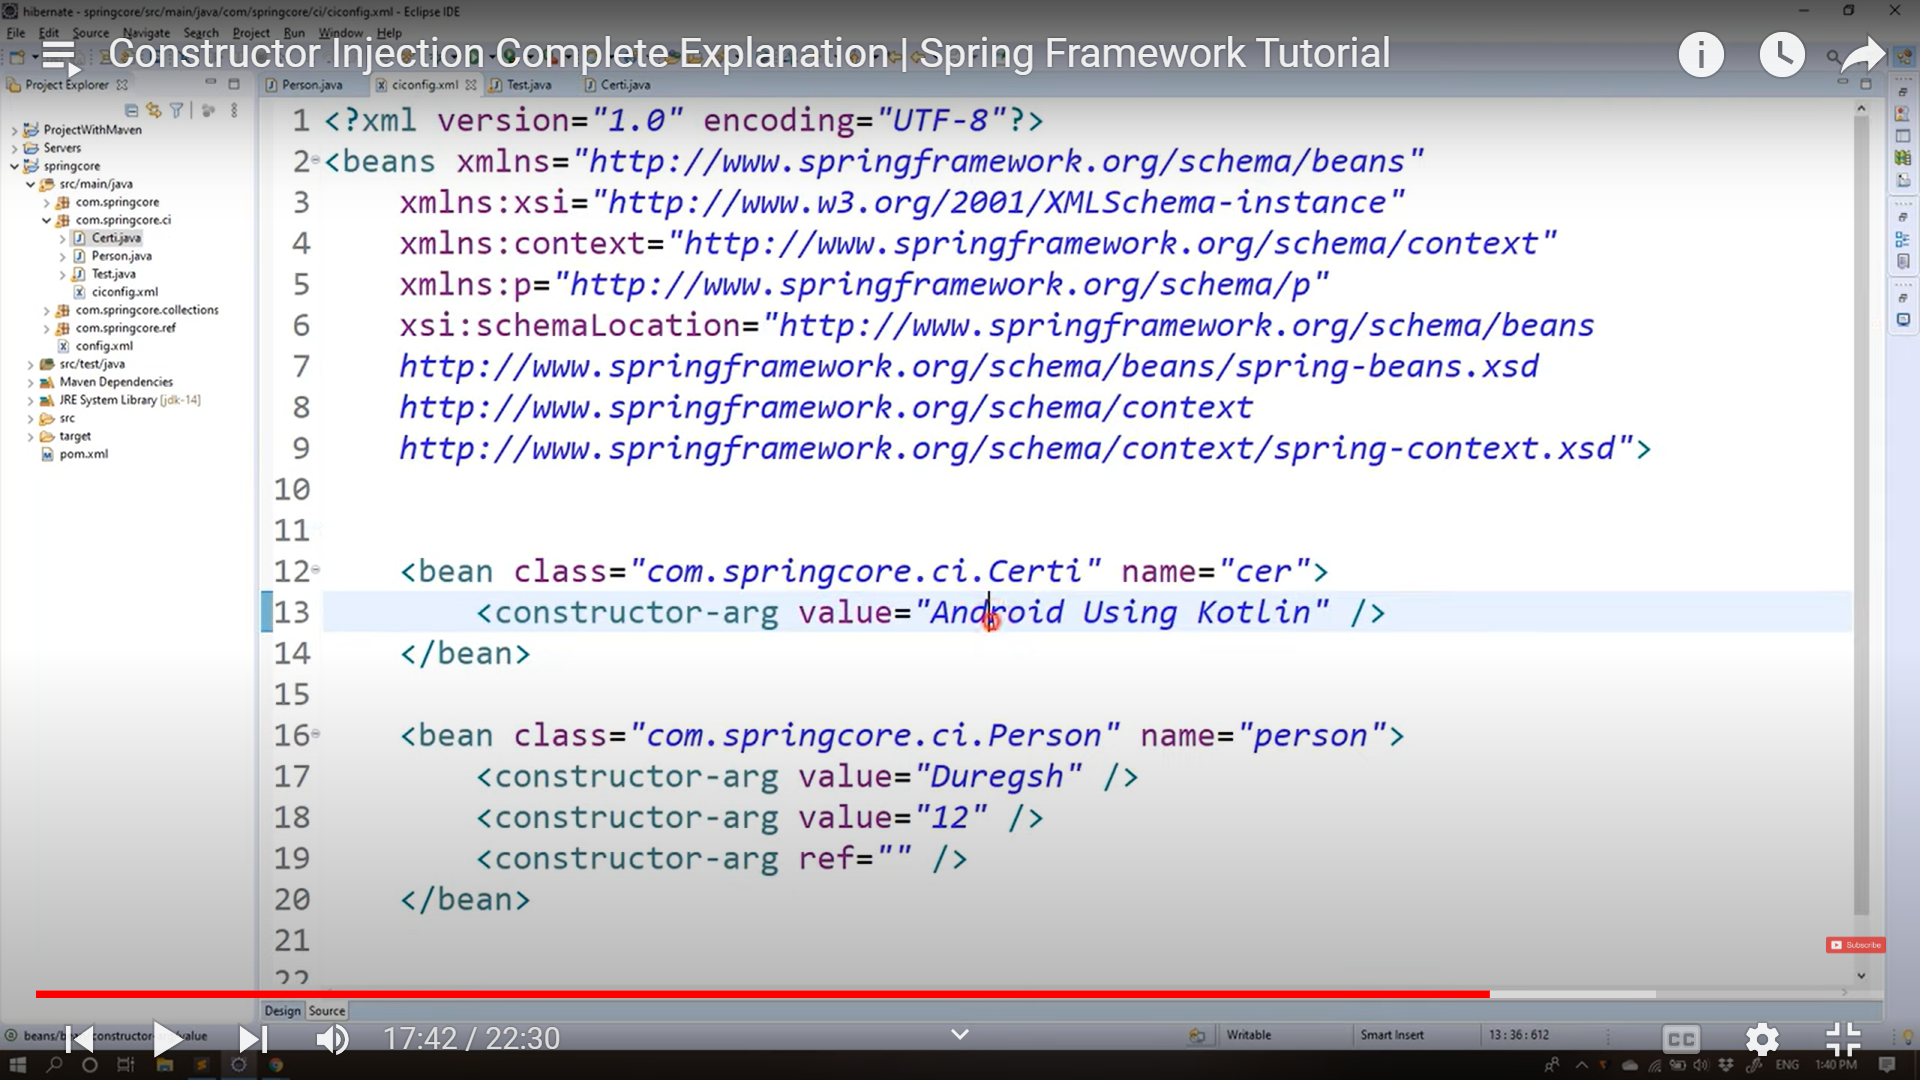 hibernate - springcore/src/main/java/com/springcore/ci/ciconfig.xml - Eclipse IDE
File Edit Source Navigate Search Project Run Window Help
Constructor Injection Complete Explanation | Spring Framework Tutorial
Project Explorer
Person.java
ciconfig.xml
Test.java
Certi.java
ProjectWithMaven
Servers
springcore
src/main/java
com.springcore
com.springcore.ci
Certi.java
Person.java
Test.java
ciconfig.xml
com.springcore.collections
com.springcore.ref
config.xml
src/test/java
Maven Dependencies
JRE System Library [jdk-14]
src
target
pom.xml
1 <?xml version="1.0" encoding="UTF-8"?>
2 <beans xmlns="http://www.springframework.org/schema/beans"
3 xmlns:xsi="http://www.w3.org/2001/XMLSchema-instance"
4 xmlns:context="http://www.springframework.org/schema/context"
5 xmlns:p="http://www.springframework.org/schema/p"
6 xsi:schemaLocation="http://www.springframework.org/schema/beans
7 http://www.springframework.org/schema/beans/spring-beans.xsd
8 http://www.springframework.org/schema/context
9 http://www.springframework.org/schema/context/spring-context.xsd">
10
11
12 <bean class="com.springcore.ci.Certi" name="cer">
13 <constructor-arg value="Android Using Kotlin" />
14 </bean>
15
16 <bean class="com.springcore.ci.Person" name="person">
17 <constructor-arg value="Duregsh" />
18 <constructor-arg value="12" />
19 <constructor-arg ref="" />
20 </bean>
21
22
Subscribe
Design Source
17:42 / 22:30
Writable
Smart Insert
13:36:612
CC
ENG
1:40 PM